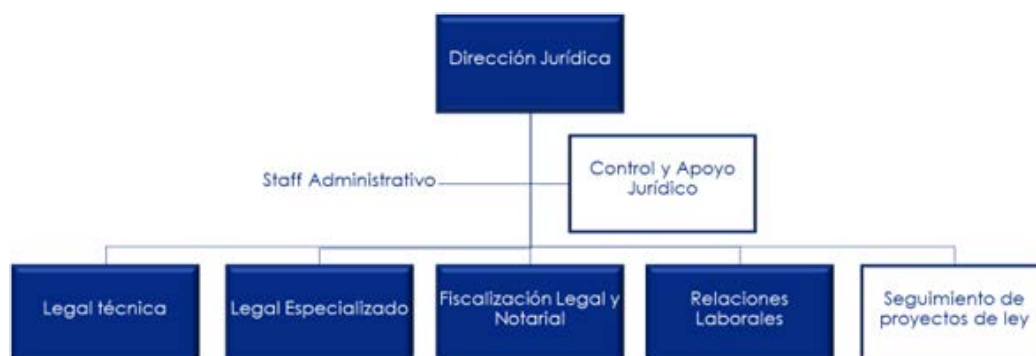 Dirección Jurídica
Staff Administrativo
Control y Apoyo
Jurídico
Legal técnica
Legal Especializado
Fiscalización Legal y
Notarial
Relaciones
Laborales
Seguimiento de
proyectos de ley